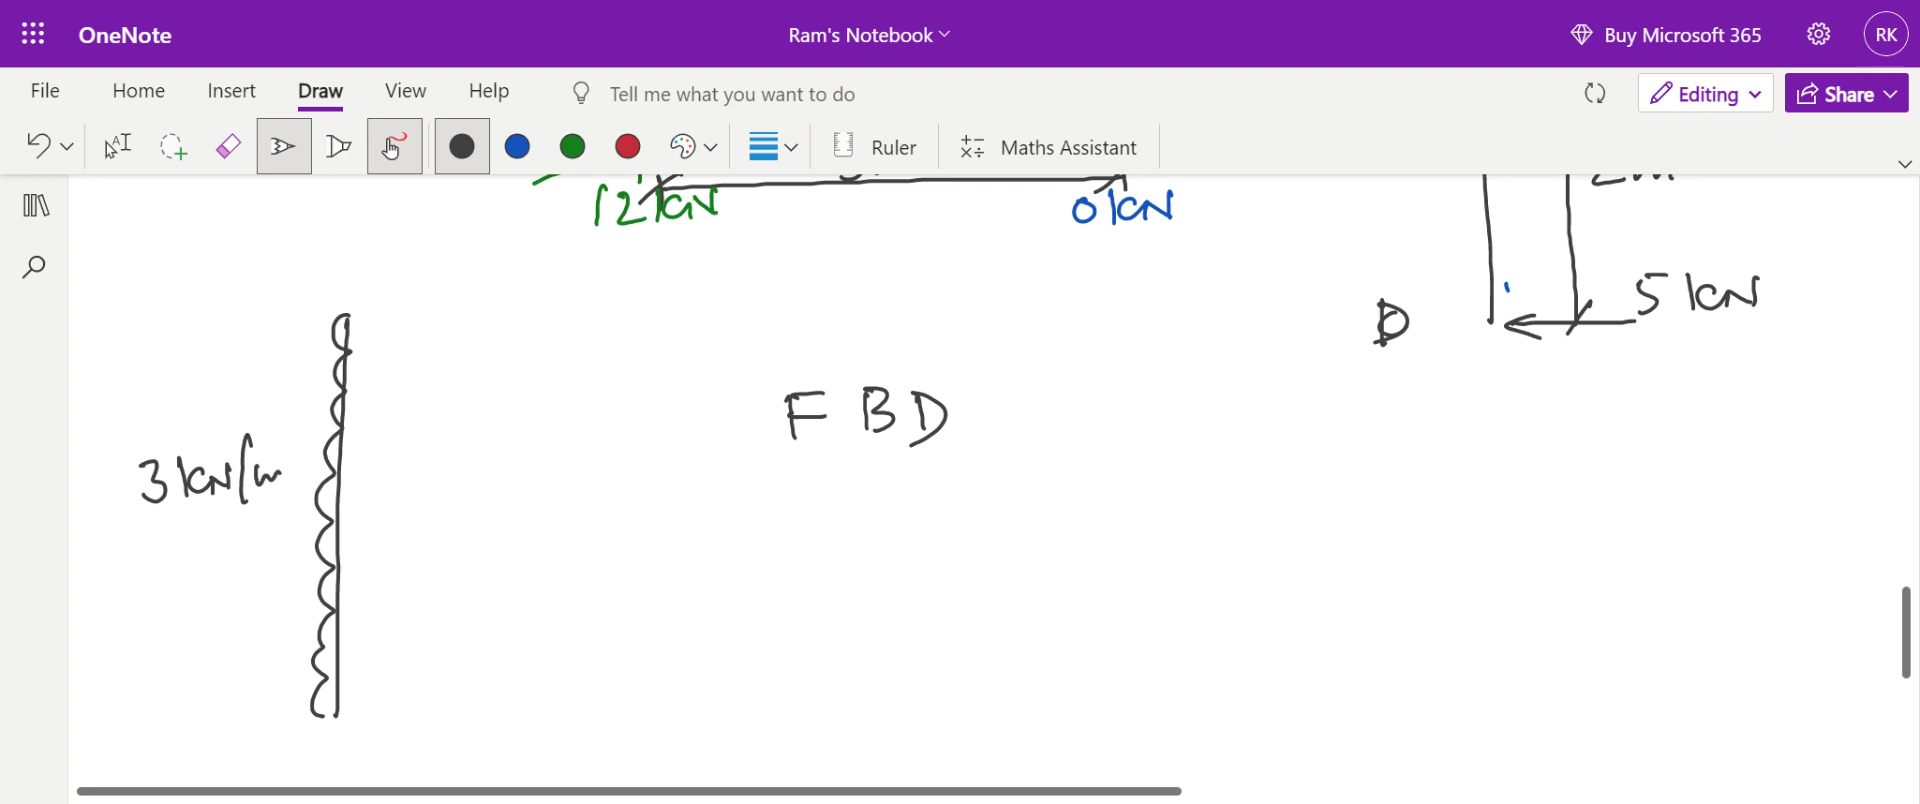 OneNote
Ram's Notebook
Buy Microsoft 365
RK
File Home Insert Draw View Help
Tell me what you want to do
Editing
Share
Ruler
Maths Assistant
12 kN
0 kN
5 kN
D
F B D
3 kN/m